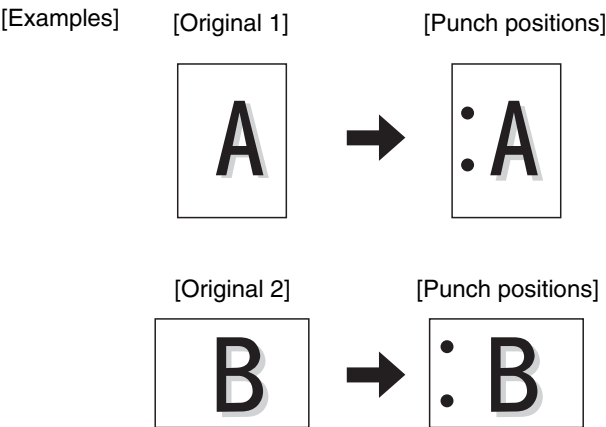 [Examples] [Original 1] [Punch positions]
A A
[Original 2] [Punch positions]
B B